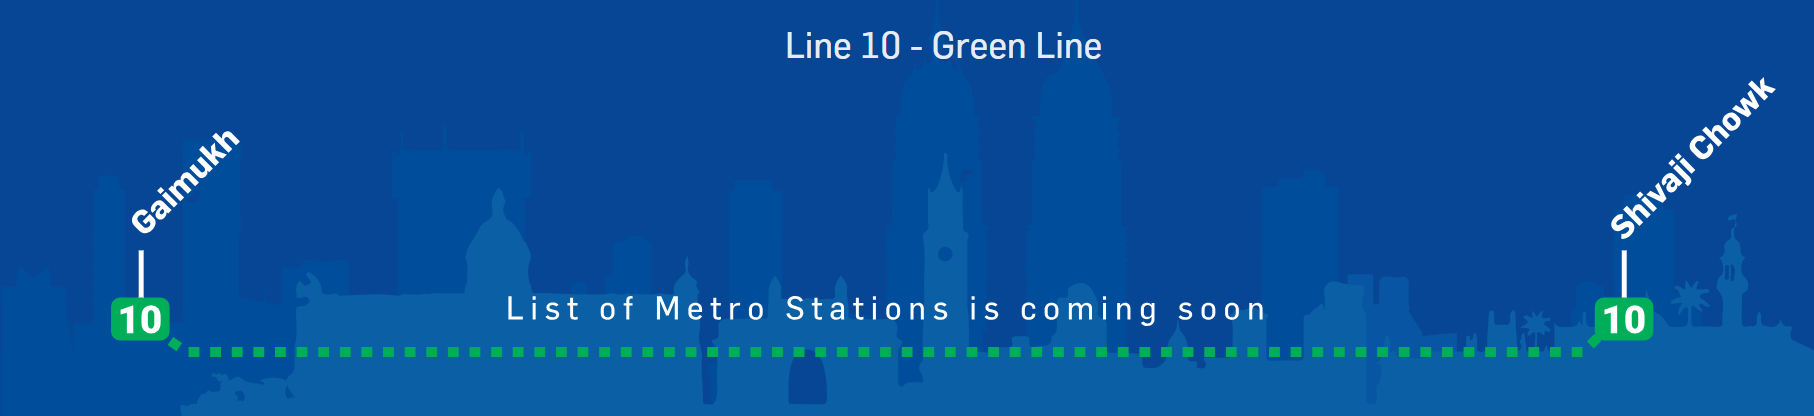 Line 10 - Green Line
Gaimukh
Shivaji Chowk
10
List of Metro Stations is coming soon
10